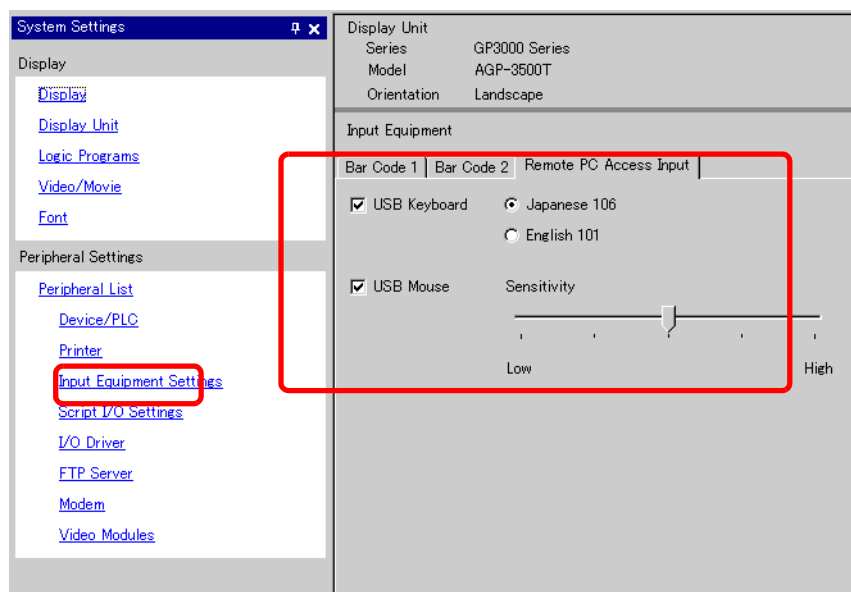 System Settings
Display
Display
Display Unit
Logic Programs
Video/Movie
Font
Peripheral Settings
Peripheral List
Device/PLC
Printer
Input Equipment Settings
Script I/O Settings
I/O Driver
FTP Server
Modem
Video Modules
Display Unit
Series GP3000 Series
Model AGP-3500T
Orientation Landscape
Input Equipment
Bar Code 1 Bar Code 2 Remote PC Access Input
USB Keyboard Japanese 106
English 101
USB Mouse Sensitivity
Low High